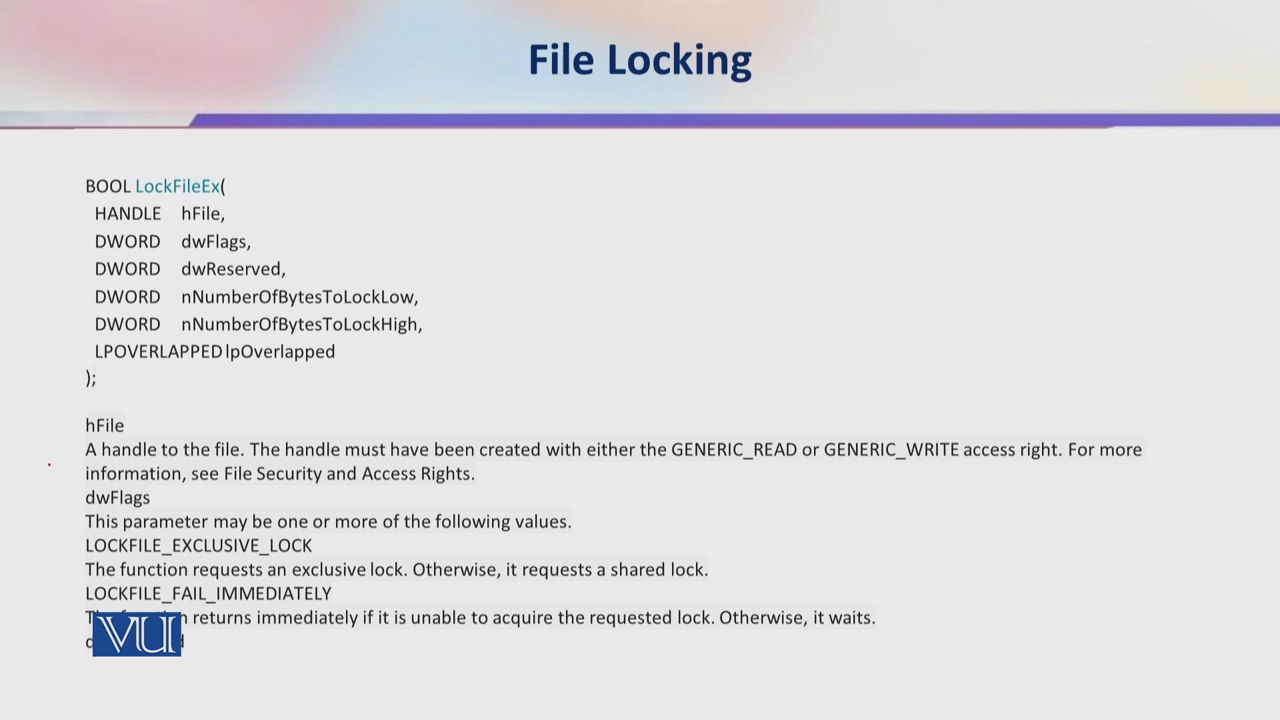 File Locking
BOOL LockFileEx(
HANDLE hFile,
DWORD dwFlags,
DWORD dwReserved,
DWORD nNumberOfBytesToLockLow,
DWORD nNumberOfBytesToLockHigh,
LPOVERLAPPED lpOverlapped
);
hFile
A handle to the file. The handle must have been created with either the GENERIC_READ or GENERIC_WRITE access right. For more
information, see File Security and Access Rights.
dwFlags
This parameter may be one or more of the following values.
LOCKFILE_EXCLUSIVE_LOCK
The function requests an exclusive lock. Otherwise, it requests a shared lock.
LOCKFILE_FAIL_IMMEDIATELY
returns immediately if it is unable to acquire the requested lock. Otherwise, it waits.
VU